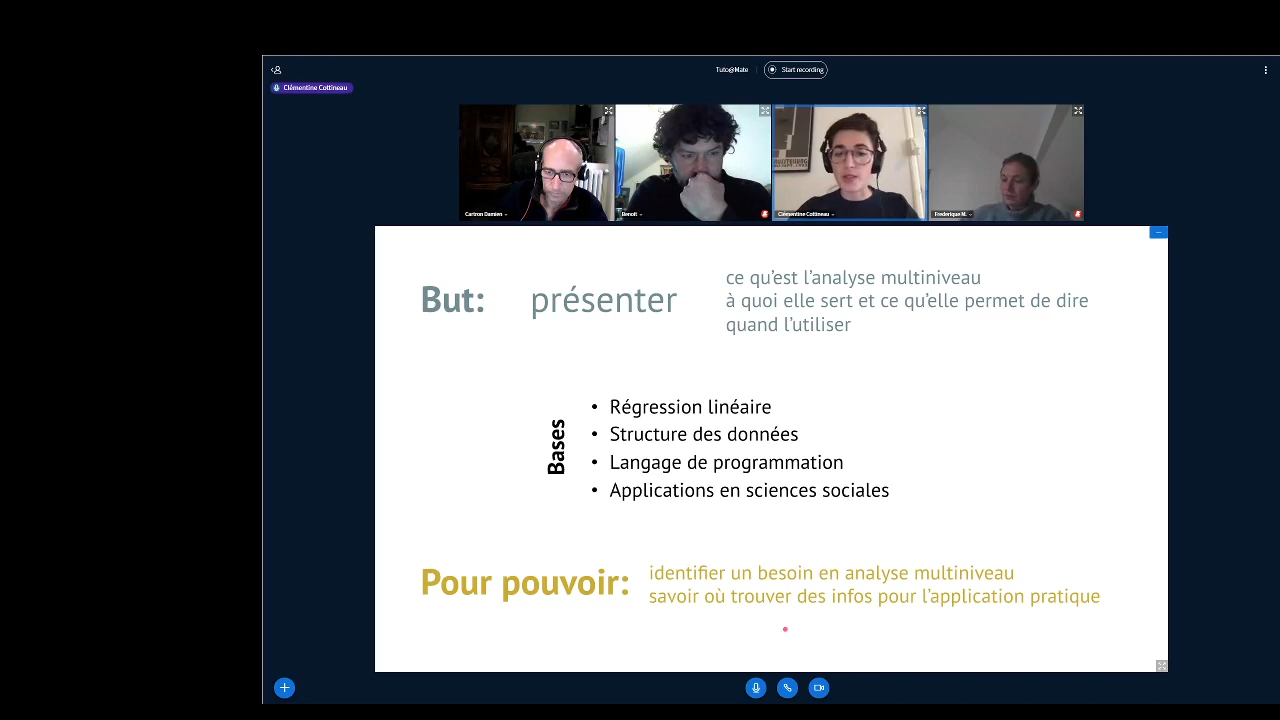 Tuto@Mate
Start recording
Clémentine Cottineau
Cartron Damien
Benoit
Clémentine Cottineau
Frederique M.
But:
présenter
ce qu'est l'analyse multiniveau
à quoi elle sert et ce qu'elle permet de dire
quand l'utiliser
Bases
• Régression linéaire
• Structure des données
• Langage de programmation
• Applications en sciences sociales
Pour pouvoir:
identifier un besoin en analyse multiniveau
savoir où trouver des infos pour l'application pratique